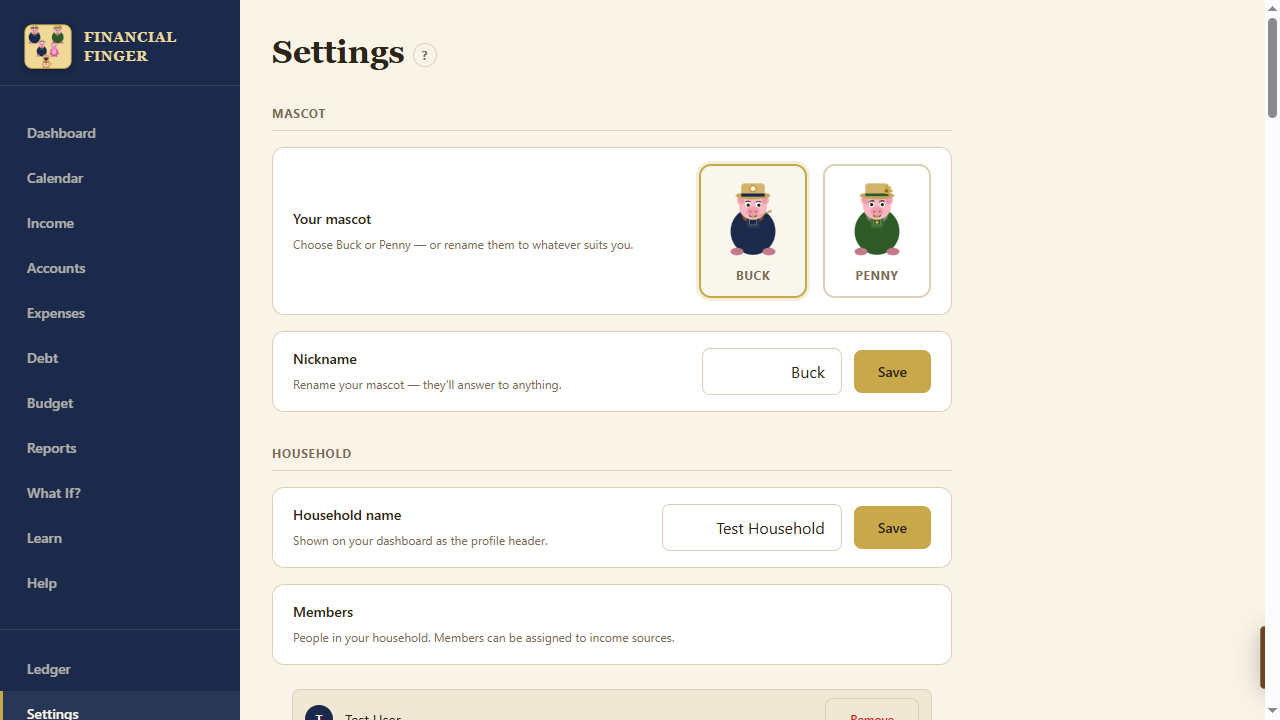 FINANCIAL
FINGER
Dashboard
Calendar
Income
Accounts
Expenses
Debt
Budget
Reports
What If?
Learn
Help
Ledger
Settings
Settings ?
MASCOT
Your mascot
Choose Buck or Penny — or rename them to whatever suits you.
BUCK
PENNY
Nickname
Rename your mascot — they'll answer to anything.
Buck
Save
HOUSEHOLD
Household name
Shown on your dashboard as the profile header.
Test Household
Save
Members
People in your household. Members can be assigned to income sources.
T
Test User
Remove